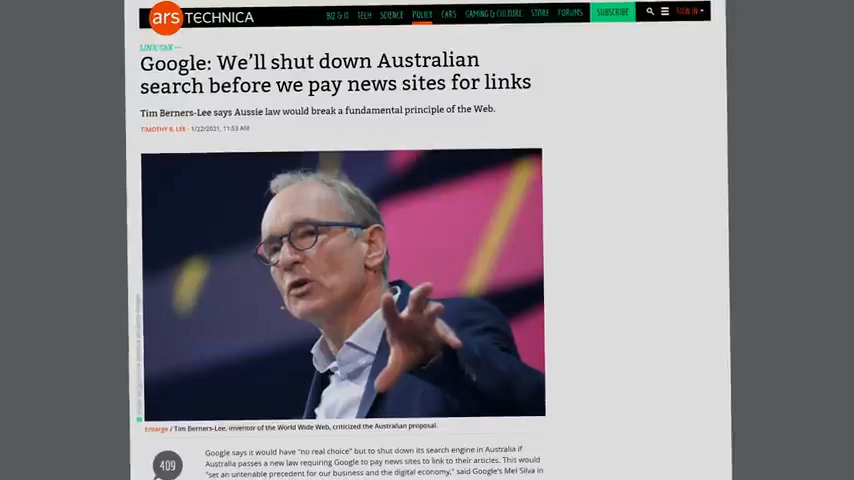 ars TECHNICA
BIZ & IT TECH SCIENCE POLICY CARS GAMING & CULTURE STORE FORUMS SUBSCRIBE SIGN IN
LINK TAX —
Google: We'll shut down Australian
search before we pay news sites for links
Tim Berners-Lee says Aussie law would break a fundamental principle of the Web.
TIMOTHY B. LEE - 1/22/2021, 11:53 AM
Enlarge / Tim Berners-Lee, inventor of the World Wide Web, criticized the Australian proposal.
409
Google says it would have "no real choice" but to shut down its search engine in Australia if
Australia passes a new law requiring Google to pay news sites to link to their articles. This would
"set an untenable precedent for our business and the digital economy," said Google's Mel Silva in